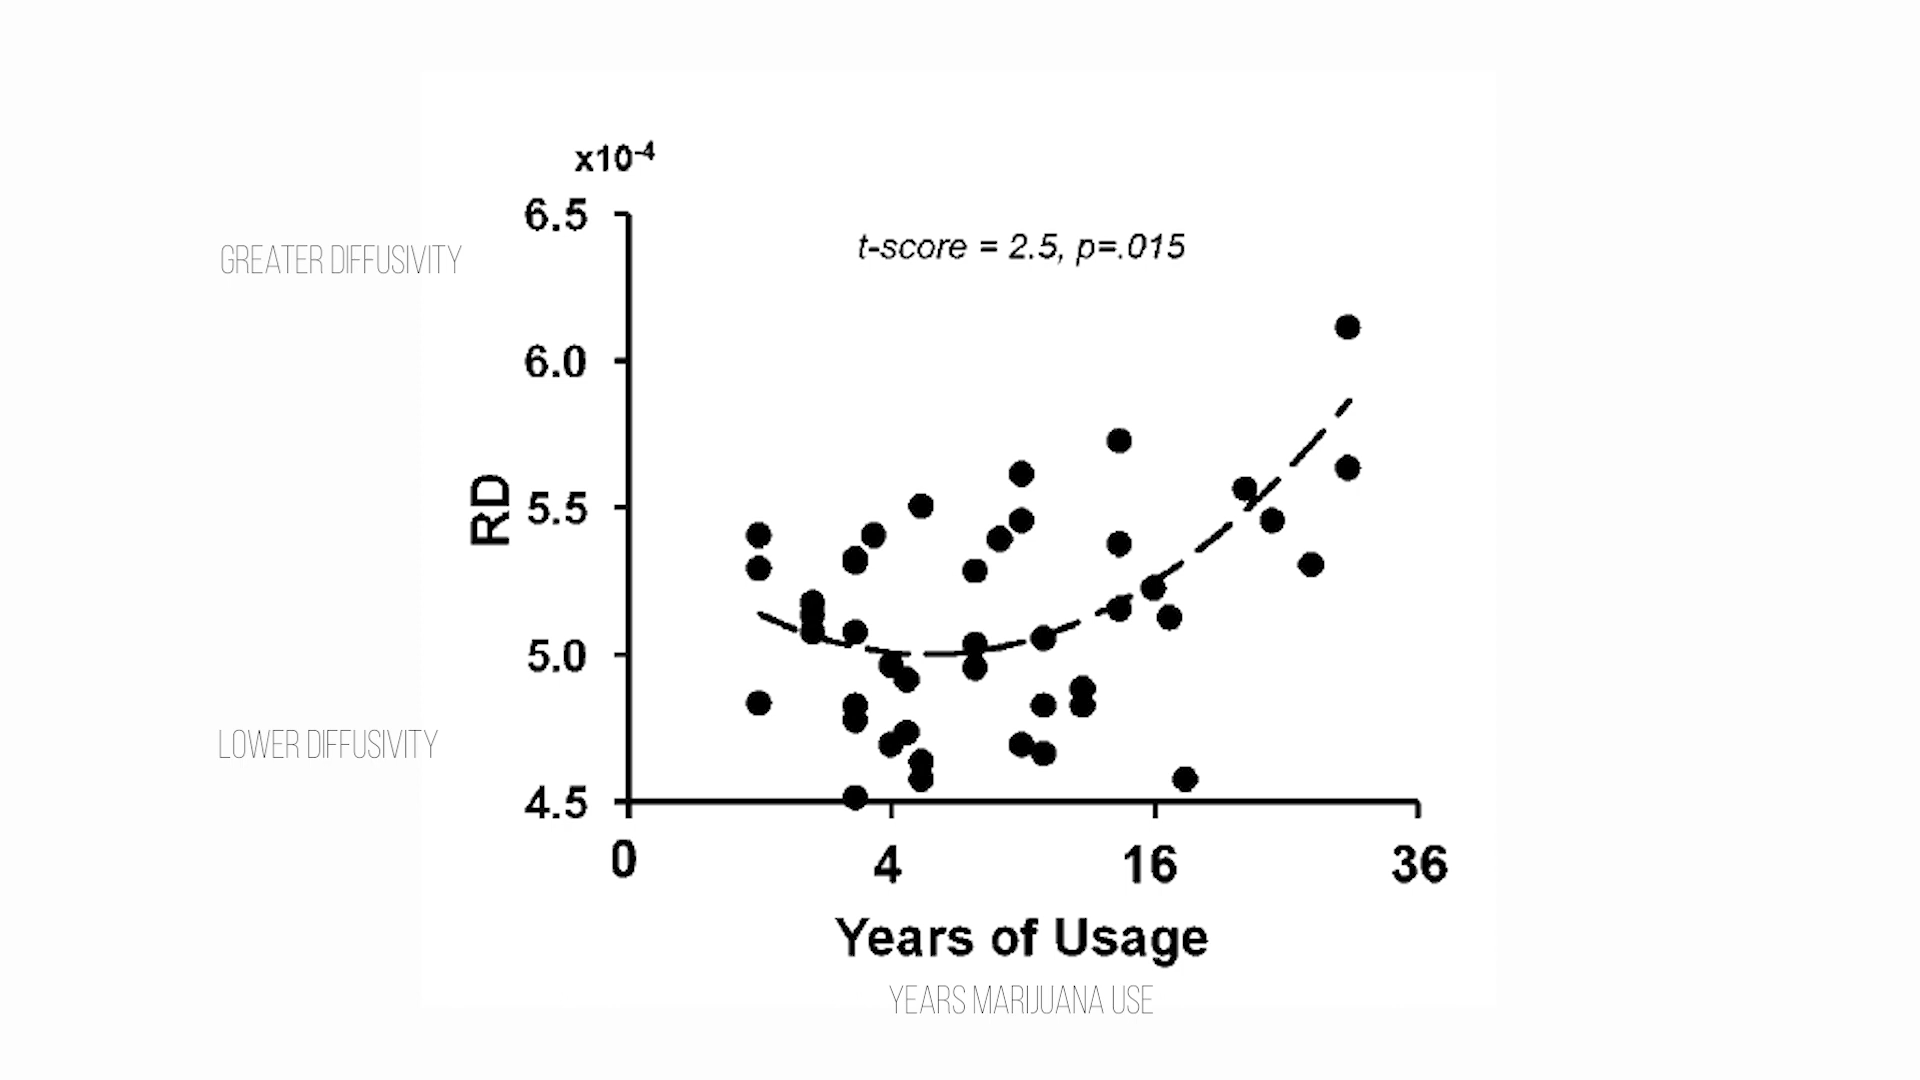 x10-4
6.5
GREATER DIFFUSIVITY
t-score = 2.5, p=.015
6.0
RD
5.5
5.0
LOWER DIFFUSIVITY
4.5
0 4 16 36
Years of Usage
YEARS MARIJUANA USE